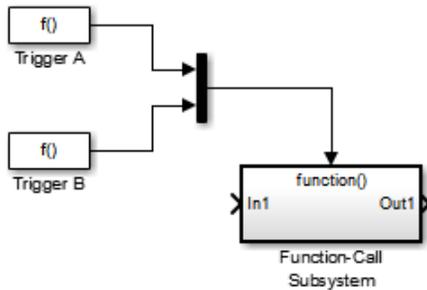 f()
Trigger A
f()
Trigger B
function()
In1
Out1
Function-Call
Subsystem